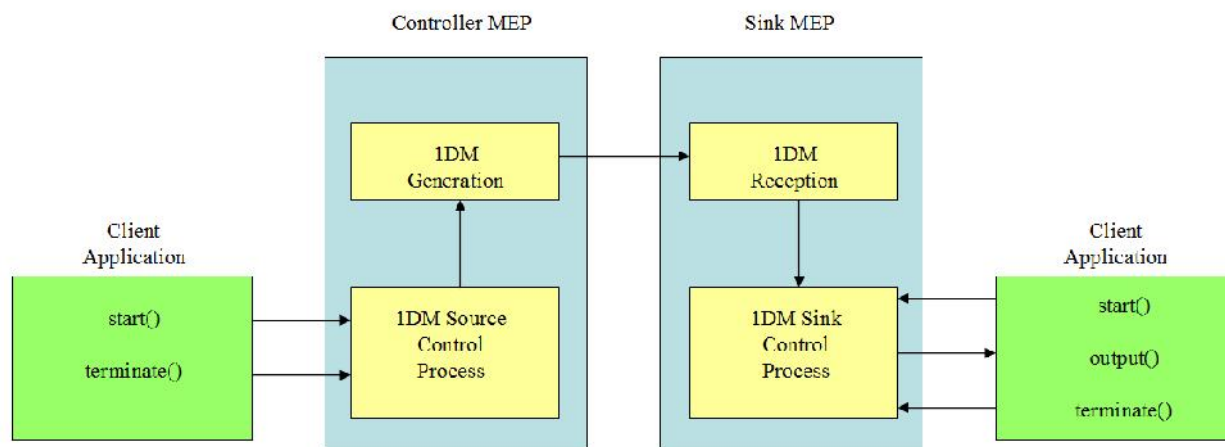 Controller MEP
Sink MEP
1DM
Generation
1DM
Reception
Client
Application
start()
terminate()
1DM Source
Control
Process
1DM Sink
Control
Process
Client
Application
start()
output()
terminate()